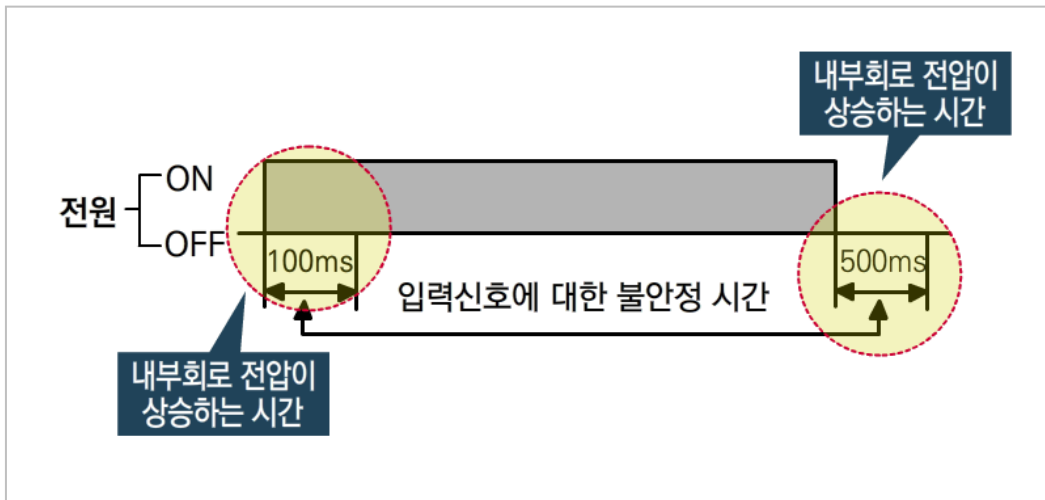 내부회로 전압이
상승하는 시간
전원
ON
OFF
100ms
입력신호에 대한 불안정 시간
500ms
내부회로 전압이
상승하는 시간